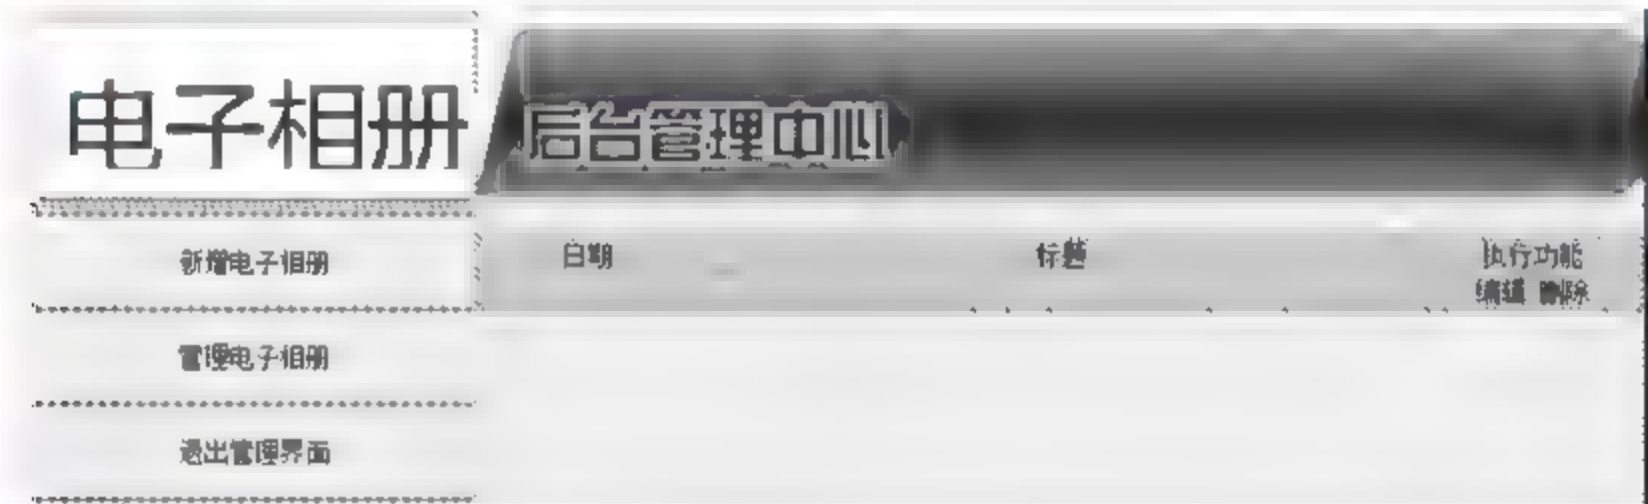 电子相册
后台管理中心
新增电子相册
日期 标题 执行功能
编辑 删除
管理电子相册
退出管理界面